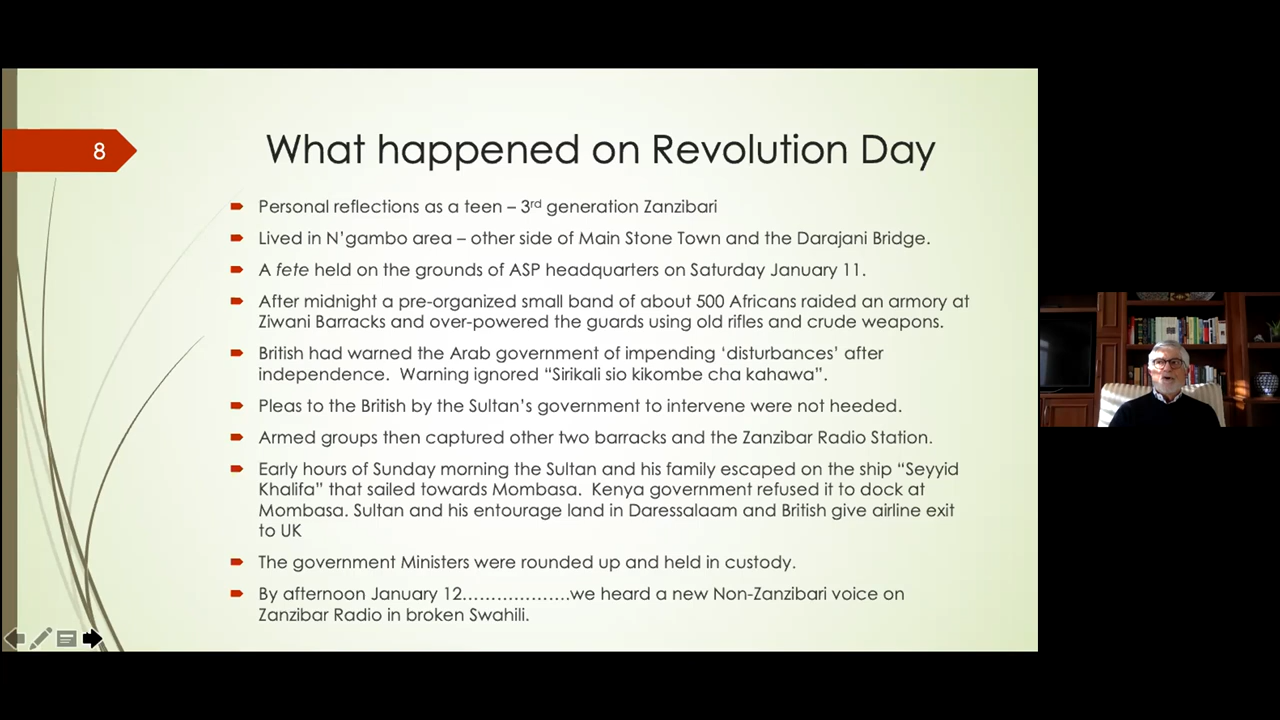 8
What happened on Revolution Day
Personal reflections as a teen – 3rd generation Zanzibari
Lived in N’gambo area – other side of Main Stone Town and the Darajani Bridge.
A fete held on the grounds of ASP headquarters on Saturday January 11.
After midnight a pre-organized small band of about 500 Africans raided an armory at
Ziwani Barracks and over-powered the guards using old rifles and crude weapons.
British had warned the Arab government of impending ‘disturbances’ after
independence.  Warning ignored “Sirikali sio kikombe cha kahawa”.
Pleas to the British by the Sultan’s government to intervene were not heeded.
Armed groups then captured other two barracks and the Zanzibar Radio Station.
Early hours of Sunday morning the Sultan and his family escaped on the ship “Seyyid
Khalifa” that sailed towards Mombasa.  Kenya government refused it to dock at
Mombasa. Sultan and his entourage land in Daressalaam and British give airline exit
to UK
The government Ministers were rounded up and held in custody.
By afternoon January 12………………..we heard a new Non-Zanzibari voice on
Zanzibar Radio in broken Swahili.